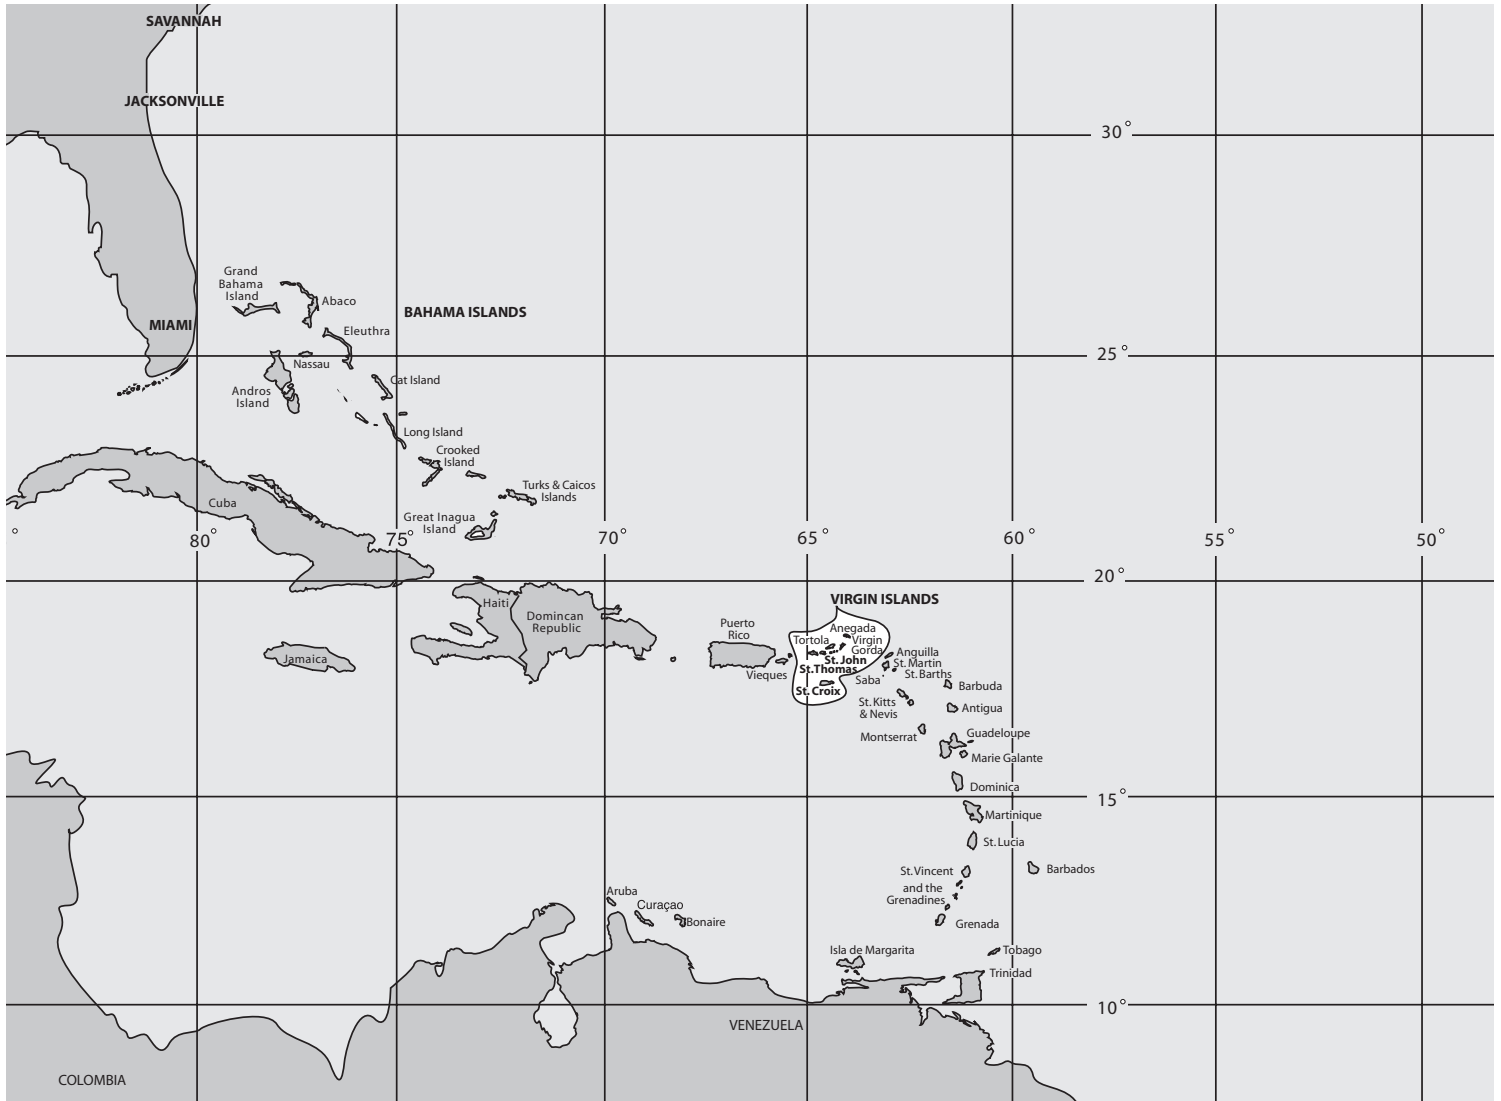 SAVANNAH
JACKSONVILLE
30°
Grand
Bahama
Island
Abaco
BAHAMA ISLANDS
MIAMI
Eleuthra
25°
Nassau
Cat Island
Andros
Island
Long Island
Crooked
Island
Turks & Caicos
Islands
Cuba
Great Inagua
Island
°
80°
75°
70°
65°
60°
55°
50°
20°
VIRGIN ISLANDS
Haiti
Domincan
Republic
Puerto
Rico
Anegada
Tortola
Virgin
Gorda
Jamaica
St. John
St. Thomas
Anguilla
St. Martin
St. Barths
Vieques
Saba
St. Croix
Barbuda
St. Kitts
& Nevis
Antigua
Montserrat
Guadeloupe
Marie Galante
Dominica
15°
Martinique
St. Lucia
St. Vincent
and the
Grenadines
Barbados
Aruba
Curaçao
Bonaire
Grenada
Isla de Margarita
Tobago
Trinidad
10°
VENEZUELA
COLOMBIA